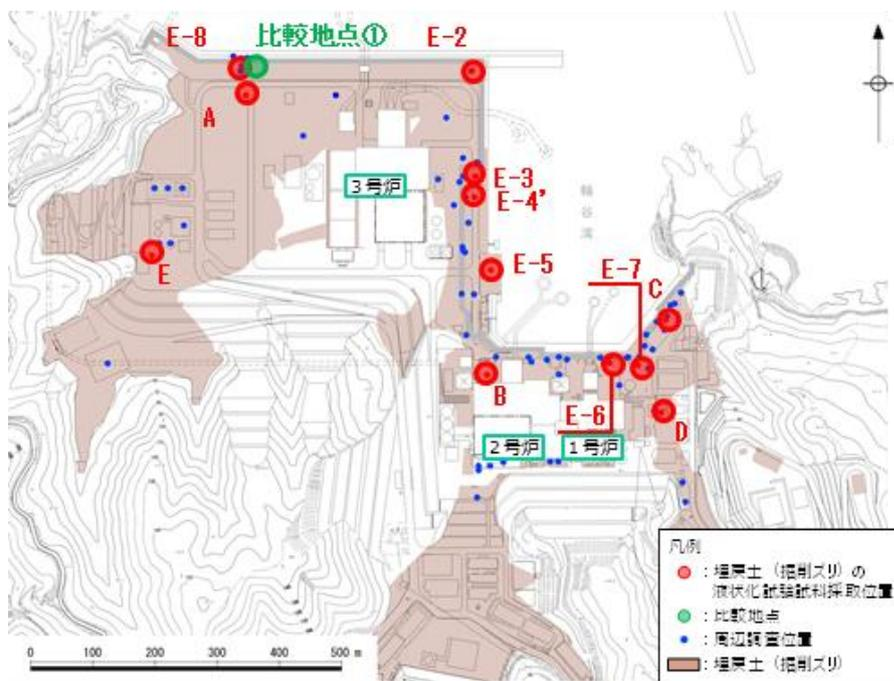 E-8
比較地点①
E-2
A
E-3
3号炉
E-4'
輪谷湾
E-5
E-7
C
E
B
E-6
D
2号炉
1号炉
凡例
：埋戻土（掘削ズリ）の
液状化試験試料採取位置
：比較地点
：周辺調査位置
：埋戻土（掘削ズリ）
0 100 200 300 400 500 m